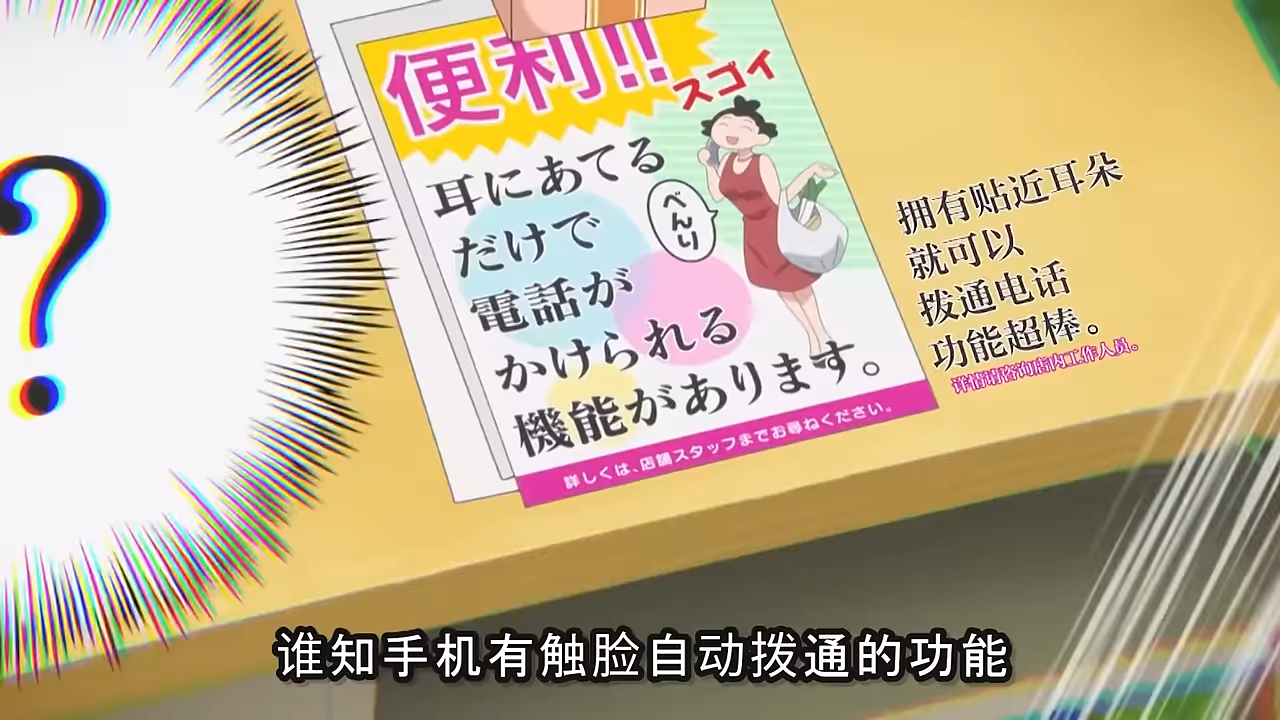 ?
便利!!
スゴイ
耳にあてる
だけで
電話が
かけられる
機能があります。
べんり
詳しくは、店舗スタッフまでお尋ねください。
拥有贴近耳朵
就可以
拨通电话
功能超棒。
详情请咨询店内工作人员。
谁知手机有触脸自动拨通的功能